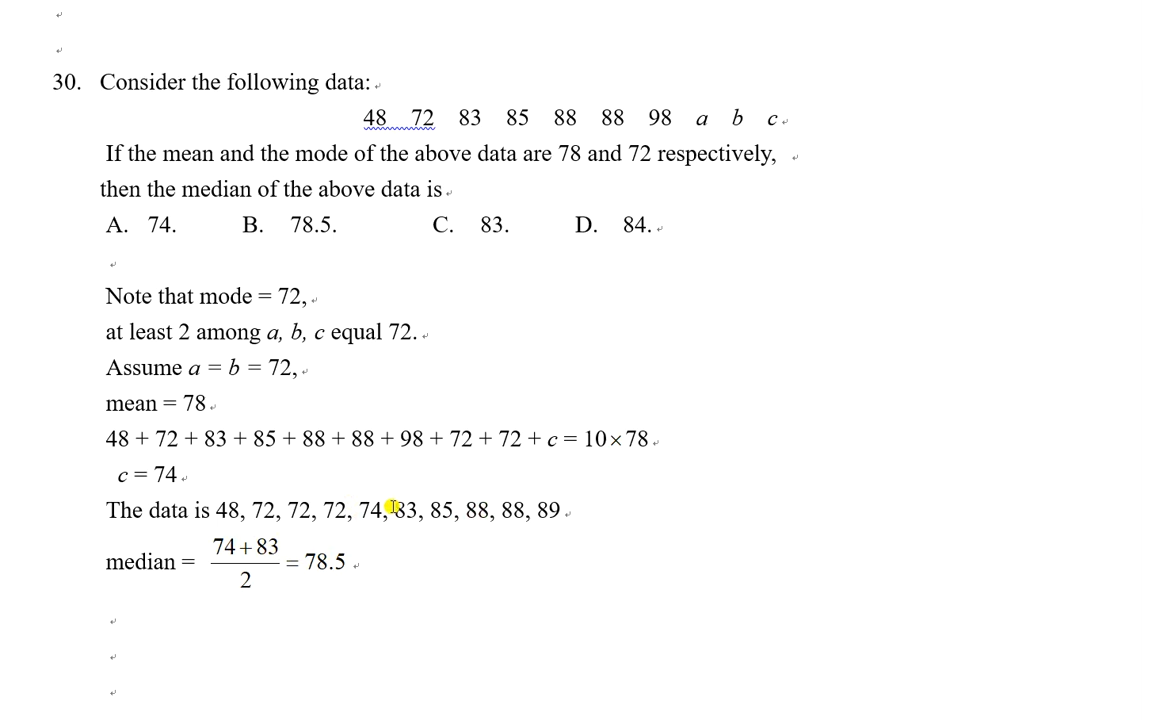 30. Consider the following data:
48 72 83 85 88 88 98 a b c
If the mean and the mode of the above data are 78 and 72 respectively,
then the median of the above data is
A. 74. B. 78.5. C. 83. D. 84.
Note that mode = 72,
at least 2 among a, b, c equal 72.
Assume a = b = 72,
mean = 78
48 + 72 + 83 + 85 + 88 + 88 + 98 + 72 + 72 + c = 10×78
c = 74
The data is 48, 72, 72, 72, 74, 83, 85, 88, 88, 89
median = (74+83)/2 = 78.5